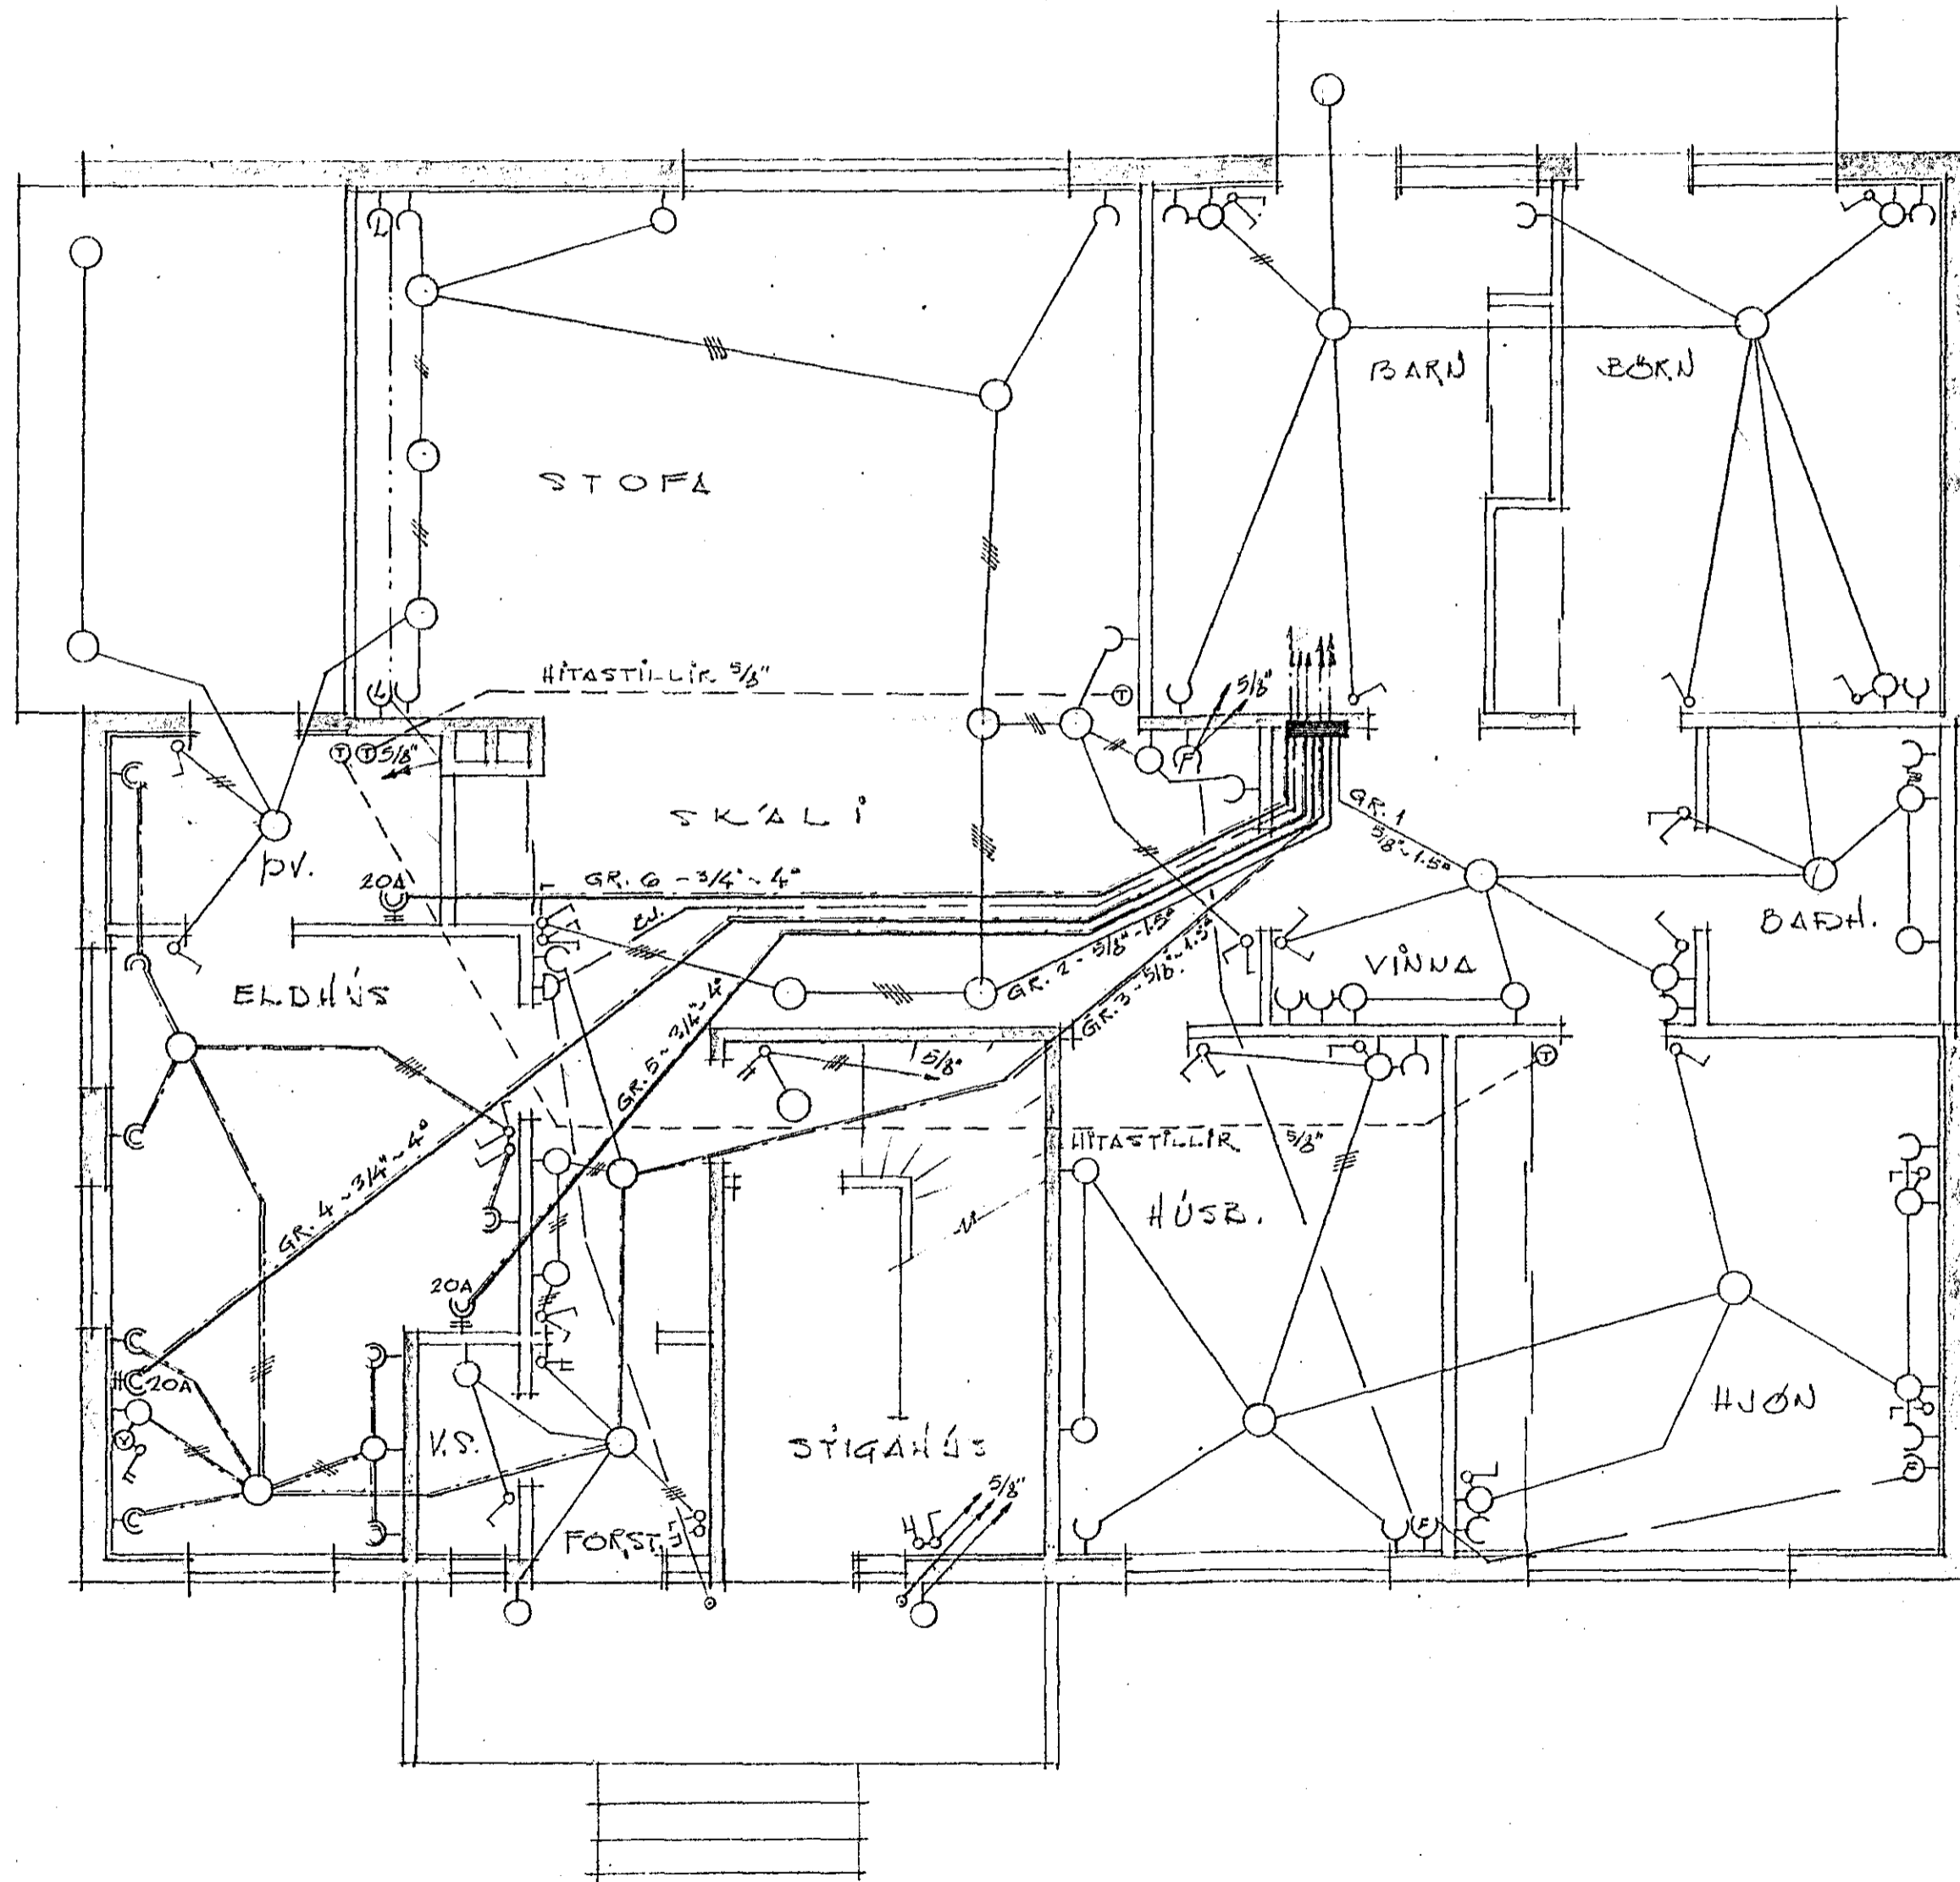 BARN
BÖRN
STOFA
L
HITASTILLIR 5/8"
L
T
5/8"
T T 5/8"
F
SKÁLI
GR. 1
5/8"~1.5▫
ÞV.
20A
GR. 6 - 3/4" ~ 4▫
BAÐH.
VINNA
ELDHÚS
GR. 2 - 5/8" - 1.5▫
GR. 3 ~ 5/8" ~ 1.5▫
GR. 5 ~ 3/4" ~ 4▫
5/8"
T
HITASTILLIR 5/8"
GR. 4 ~ 3/4" ~ 4▫
HÚSB.
20A
20A
HJÓN
V.S.
STIGAHÚS
F
5/8"
F
FORST.